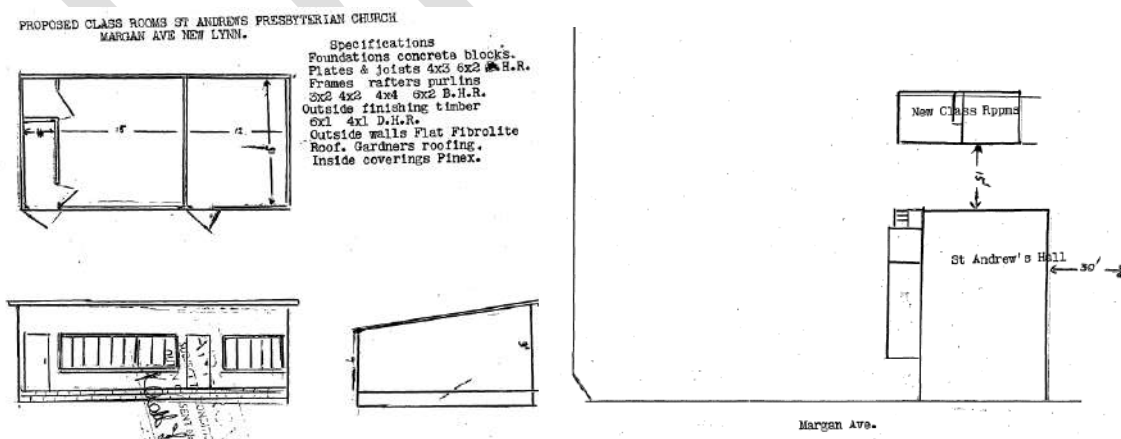 PROPOSED CLASS ROOMS ST ANDREWS PRESBYTERIAN CHURCH
MARGAN AVE NEW LYNN.
Specifications
Foundations concrete blocks.
Plates & joists 4x3 6x2 H.R.
Frames rafters purlins
3x2 4x2 4x4 6x2 B.H.R.
Outside finishing timber
6x1 4x1 D.H.R.
Outside walls Flat Fibrolite
Roof. Gardners roofing.
Inside coverings Pinex.
15
12
New Class Rppms
St Andrew's Hall
30'
Margan Ave.